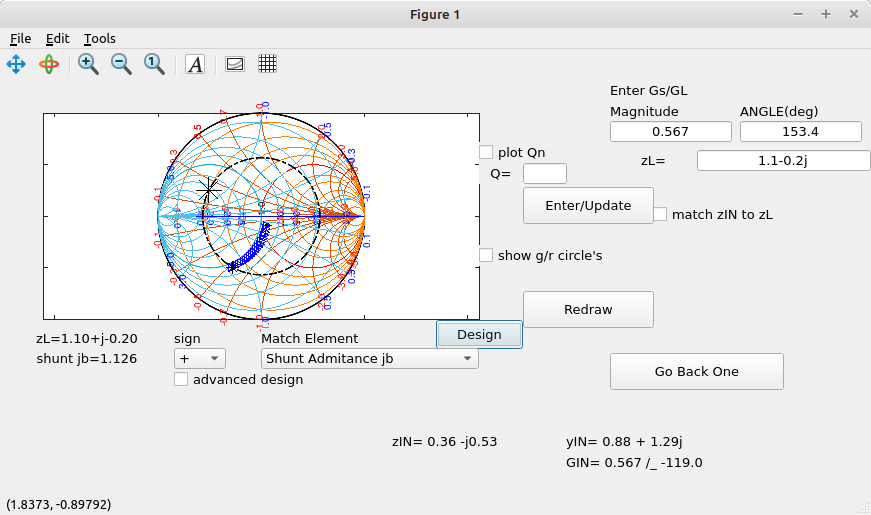 Figure 1
File Edit Tools
1 A
Enter Gs/GL
Magnitude ANGLE(deg)
0.567 153.4
plot Qn
zL= 1.1-0.2j
Q=
Enter/Update
match zIN to zL
show g/r circle's
Redraw
Design
zL=1.10+j-0.20 sign Match Element
shunt jb=1.126 + Shunt Admitance jb
advanced design
Go Back One
zIN= 0.36 -j0.53 yIN= 0.88 + 1.29j
GIN= 0.567 /_ -119.0
(1.8373, -0.89792)